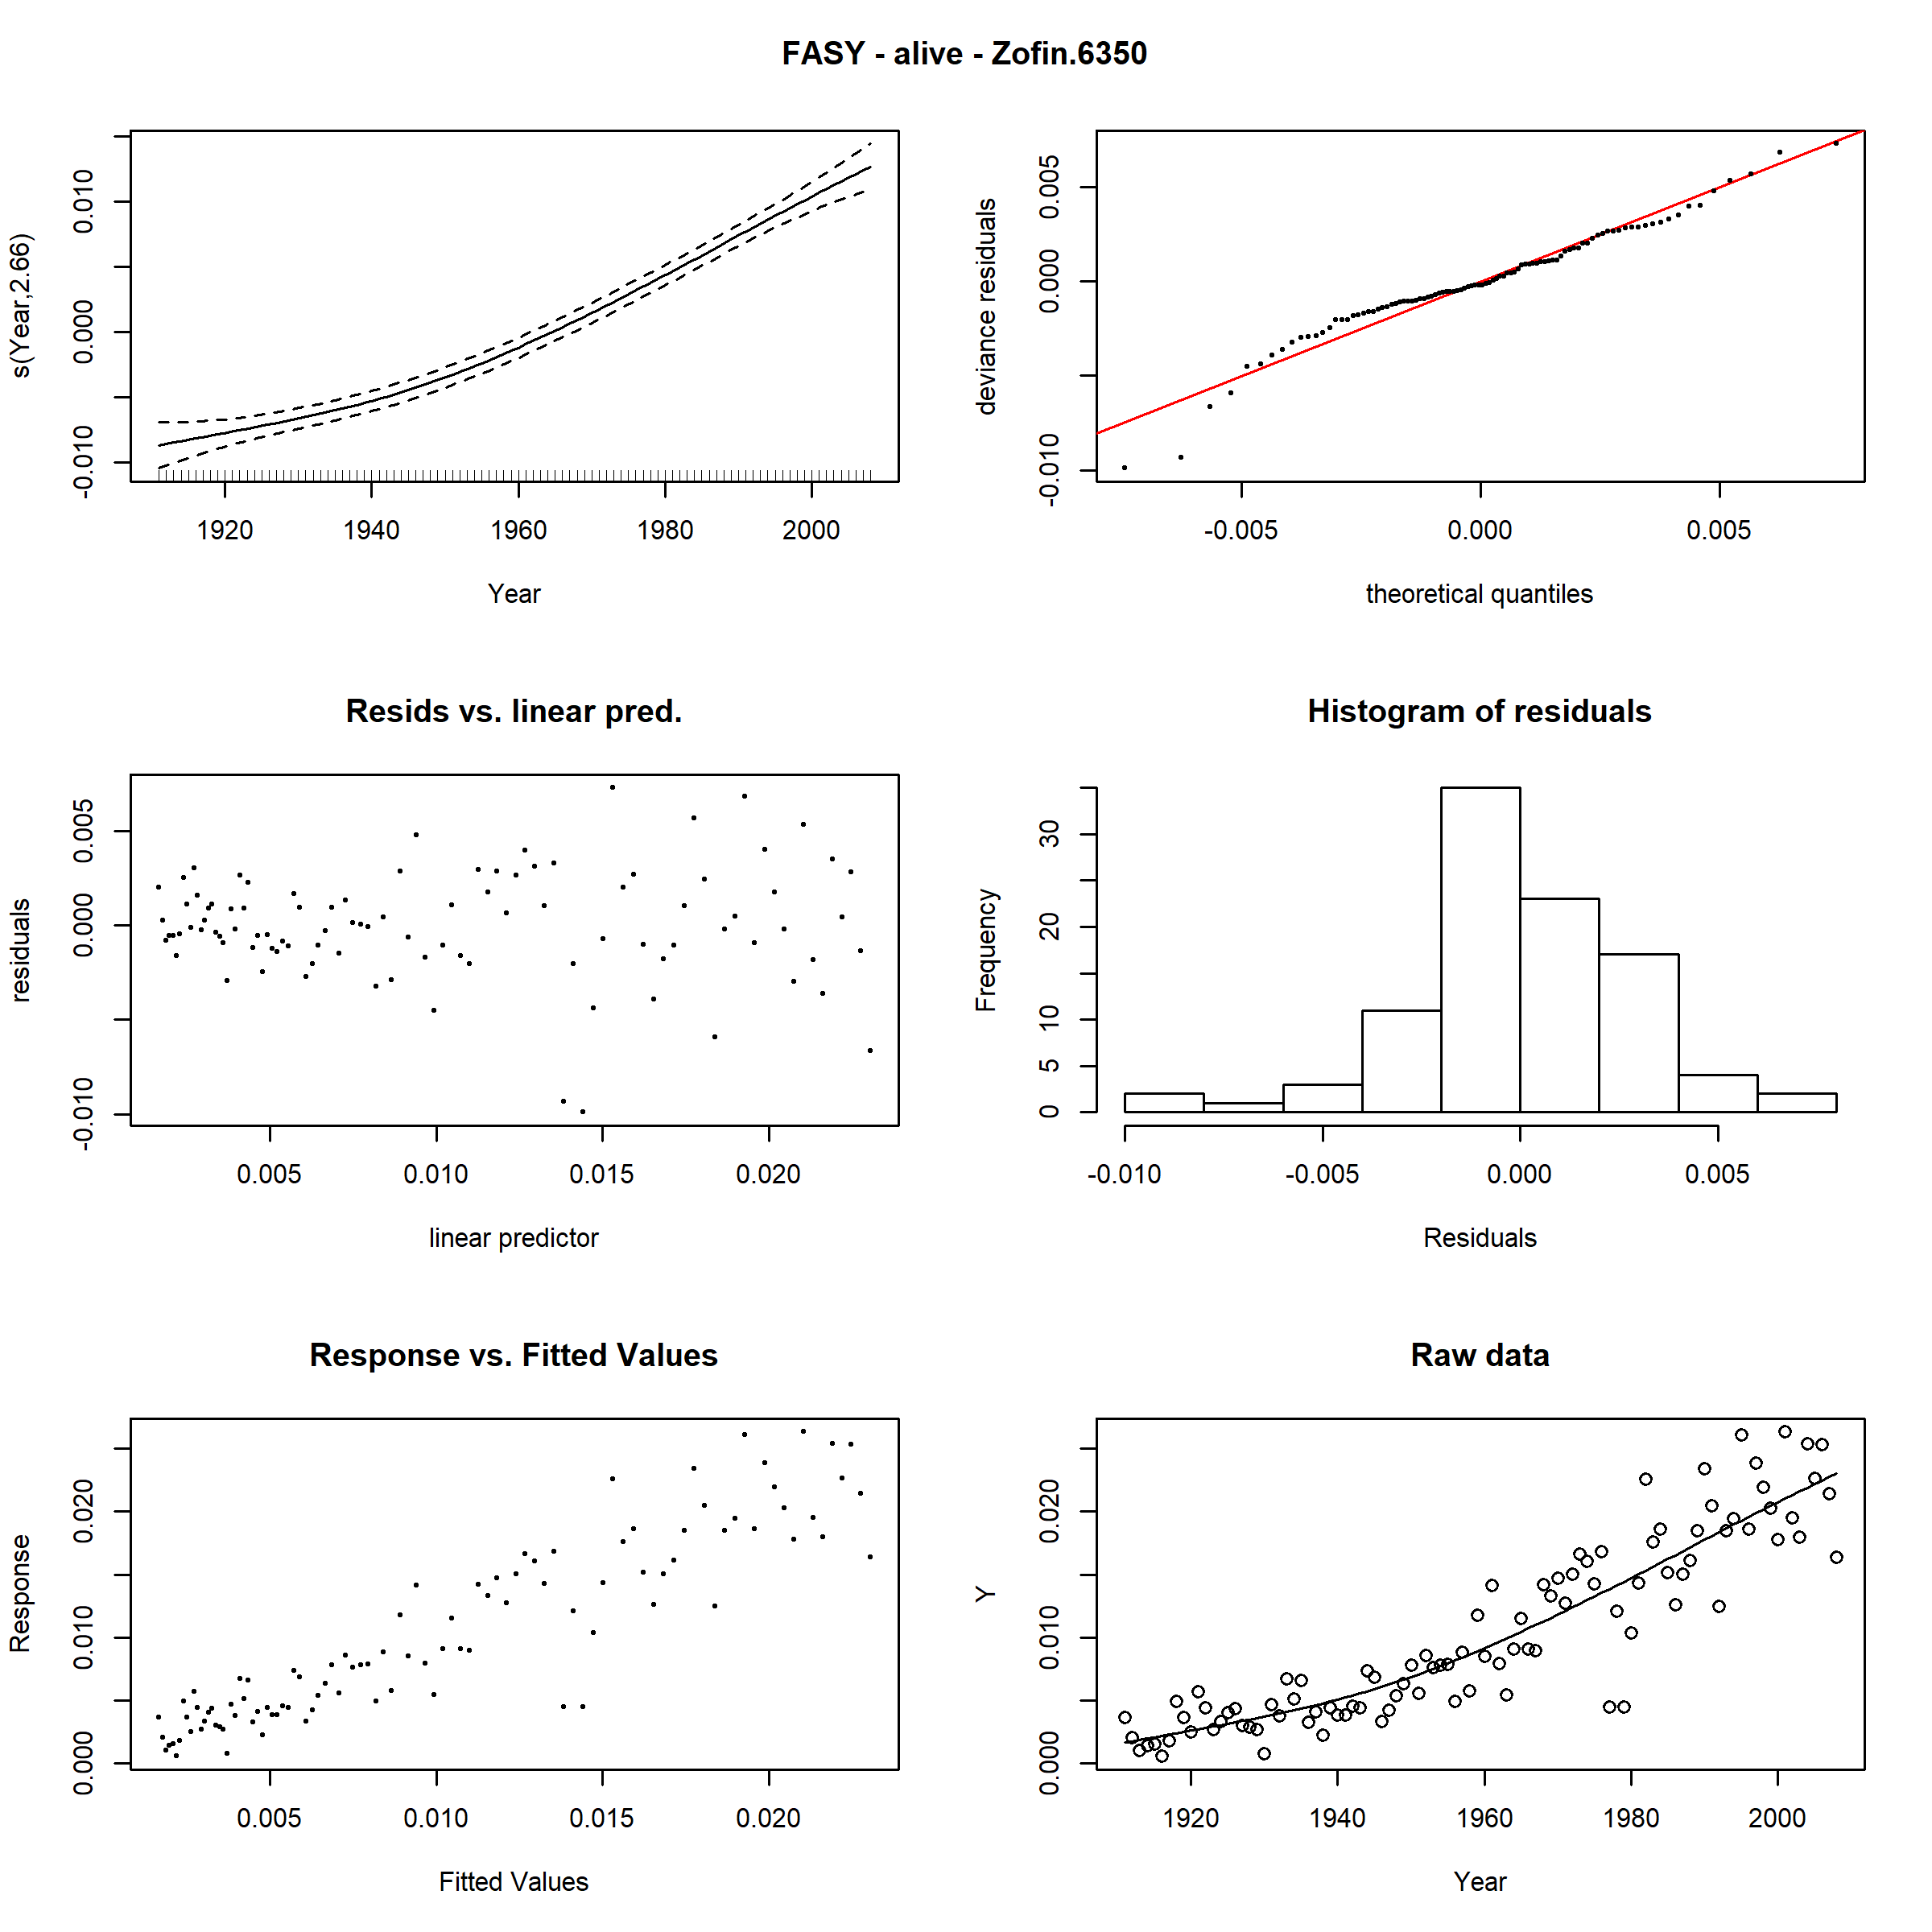 FASY - alive - Zofin.6350
s(Year,2.66)
-0.010 0.000 0.010
1920 1940 1960 1980 2000
Year
deviance residuals
-0.010 0.000 0.005
-0.005 0.000 0.005
theoretical quantiles
Resids vs. linear pred.
residuals
-0.010 0.000 0.005
0.005 0.010 0.015 0.020
linear predictor
Histogram of residuals
Frequency
0 5 10 20 30
-0.010 -0.005 0.000 0.005
Residuals
Response vs. Fitted Values
Response
0.000 0.010 0.020
0.005 0.010 0.015 0.020
Fitted Values
Raw data
Y
0.000 0.010 0.020
1920 1940 1960 1980 2000
Year